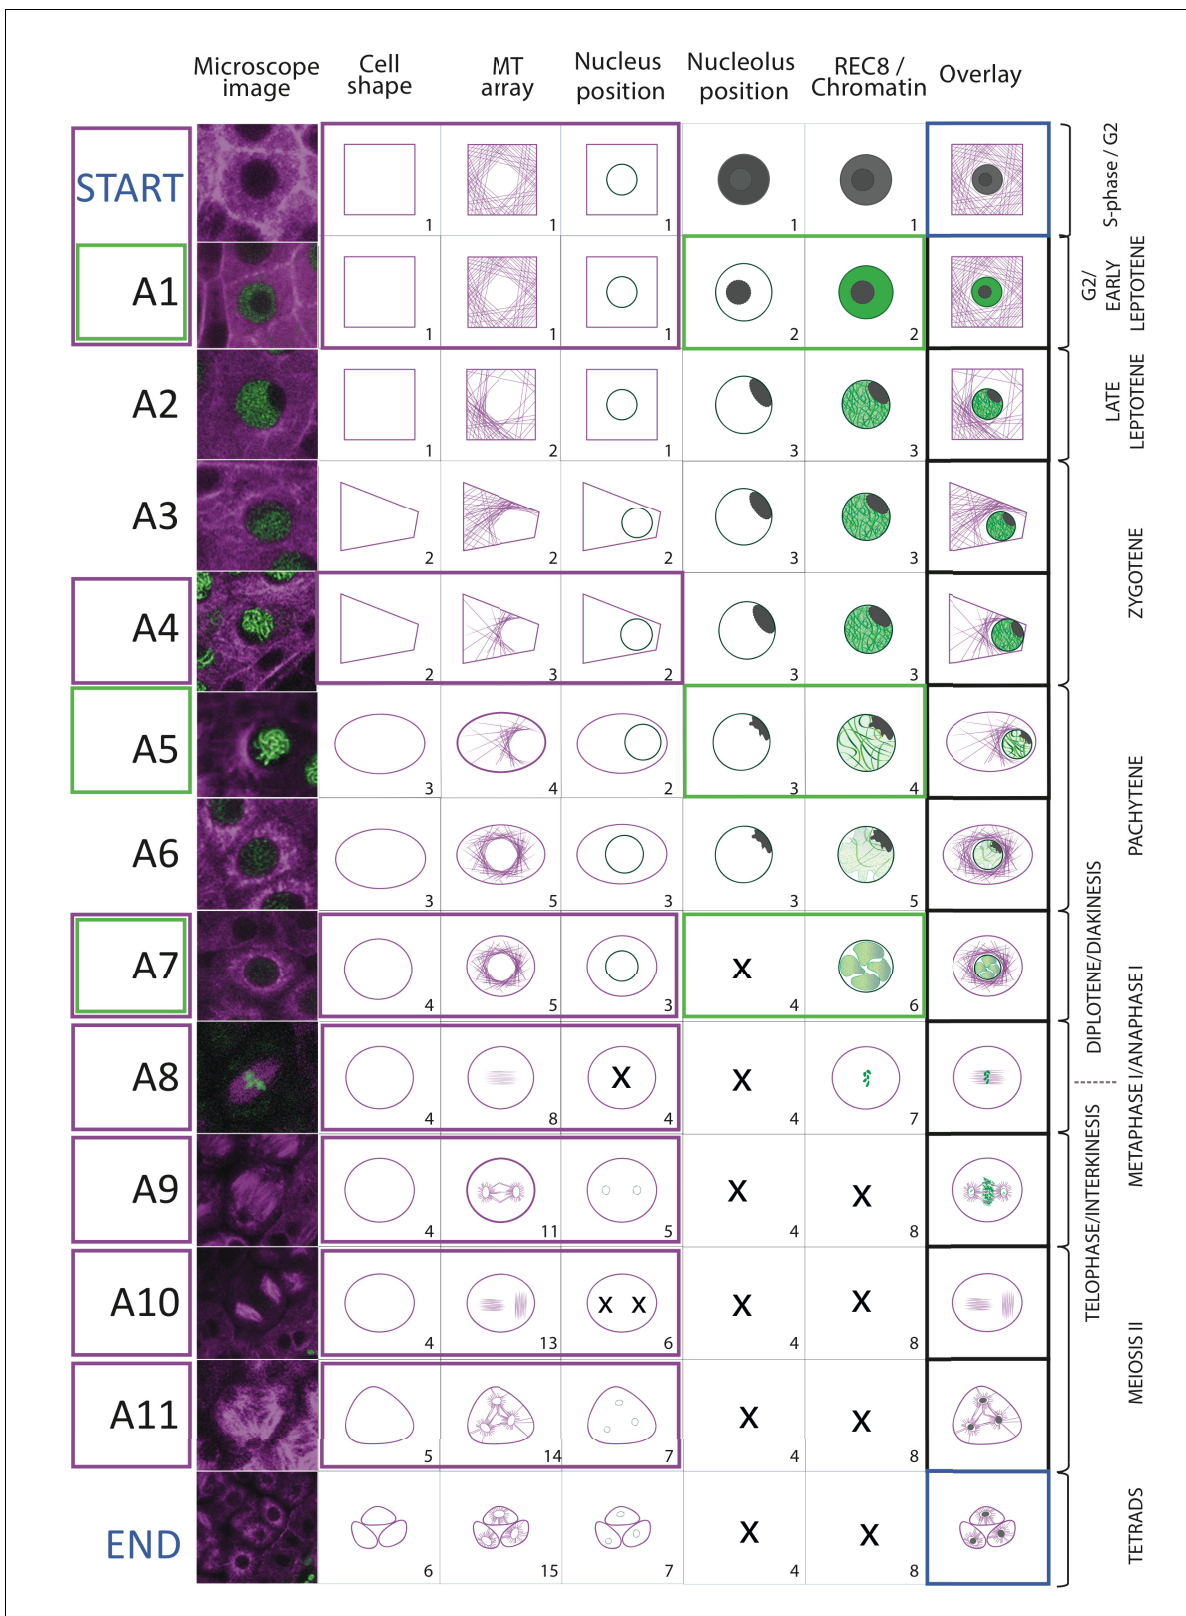 Microscope image
Cell shape
MT array
Nucleus position
Nucleolus position
REC8 / Chromatin
Overlay
START
1
1
1
1
1
S-phase / G2
A1
1
1
1
2
2
G2/
EARLY
LEPTOTENE
A2
1
2
1
3
3
LATE
LEPTOTENE
A3
2
2
2
3
3
ZYGOTENE
A4
2
3
2
3
3
A5
3
4
2
3
4
PACHYTENE
A6
3
5
3
3
5
A7
4
5
3
X
4
6
DIPLOTENE/DIAKINESIS
A8
4
8
X
4
X
4
7
METAPHASE I/ANAPHASE I
A9
4
11
5
X
4
X
8
TELOPHASE/INTERKINESIS
A10
4
13
X X
6
X
4
X
8
MEIOSIS II
A11
5
14
7
X
4
X
8
END
6
15
7
X
4
X
8
TETRADS